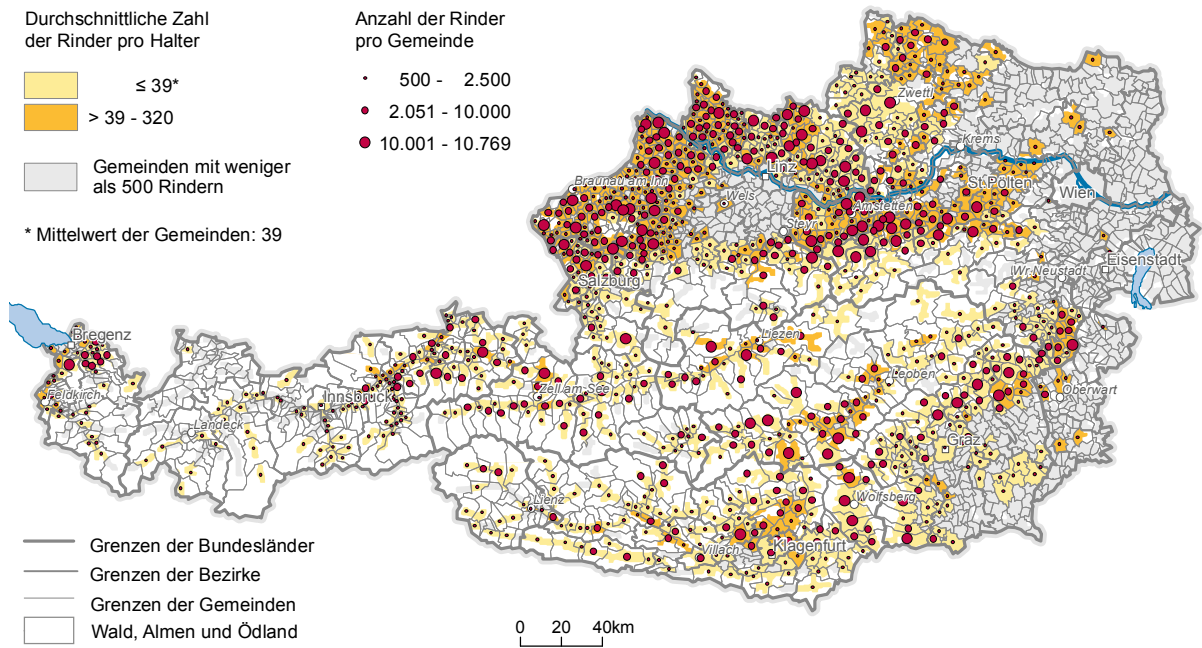 Durchschnittliche Zahl
der Rinder pro Halter
≤ 39*
> 39 - 320
Gemeinden mit weniger
als 500 Rindern
* Mittelwert der Gemeinden: 39
Anzahl der Rinder
pro Gemeinde
500 - 2.500
2.051 - 10.000
10.001 - 10.769
Zwettl
Krems
Linz
Braunau am Inn
Wels
St.Pölten
Wien
Amstetten
Steyr
Eisenstadt
Wr.Neustadt
Salzburg
Bregenz
Liezen
Leoben
Feldkirch
Innsbruck
Zell am See
Oberwart
Landeck
Graz
Lienz
Wolfsberg
Villach
Klagenfurt
Grenzen der Bundesländer
Grenzen der Bezirke
Grenzen der Gemeinden
Wald, Almen und Ödland
0 20 40km